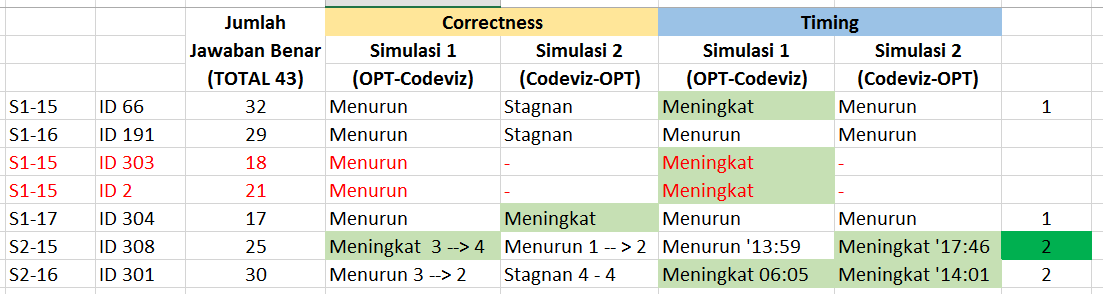 Jumlah Correctness Timing
Jawaban Benar Simulasi 1 Simulasi 2 Simulasi 1 Simulasi 2
(TOTAL 43) (OPT-Codeviz) (Codeviz-OPT) (OPT-Codeviz) (Codeviz-OPT)
S1-15 ID 66 32 Menurun Stagnan Meningkat Menurun 1
S1-16 ID 191 29 Menurun Stagnan Menurun Menurun
S1-15 ID 303 18 Menurun - Meningkat -
S1-15 ID 2 21 Menurun - Meningkat -
S1-17 ID 304 17 Menurun Meningkat Menurun Menurun 1
S2-15 ID 308 25 Meningkat 3 --> 4 Menurun 1 -- > 2 Menurun '13:59 Meningkat '17:46 2
S2-16 ID 301 30 Menurun 3 --> 2 Stagnan 4 - 4 Meningkat 06:05 Meningkat '14:01 2